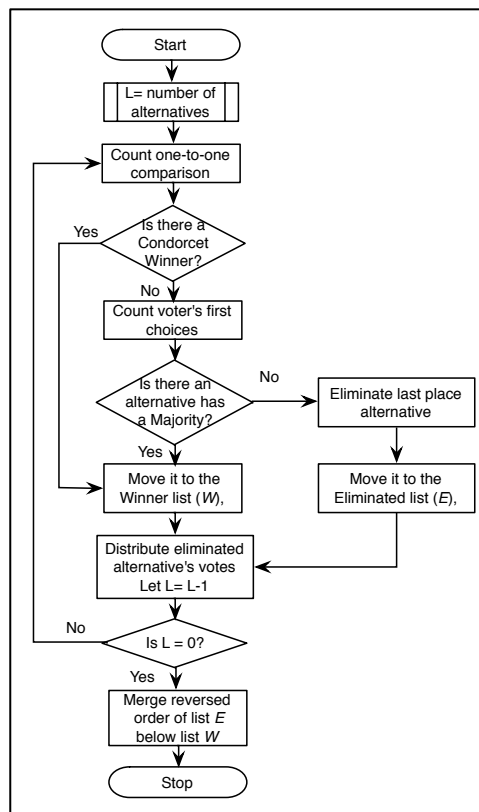 Start
L= number of
alternatives
Count one-to-one
comparison
Is there a
Condorcet
Winner?
Yes
No
Count voter's first
choices
Is there an
alternative has
a Majority?
No
Yes
Eliminate last place
alternative
Move it to the
Winner list (W),
Move it to the
Eliminated list (E),
Distribute eliminated
alternative's votes
Let L= L-1
No
Is L = 0?
Yes
Merge reversed
order of list E
below list W
Stop